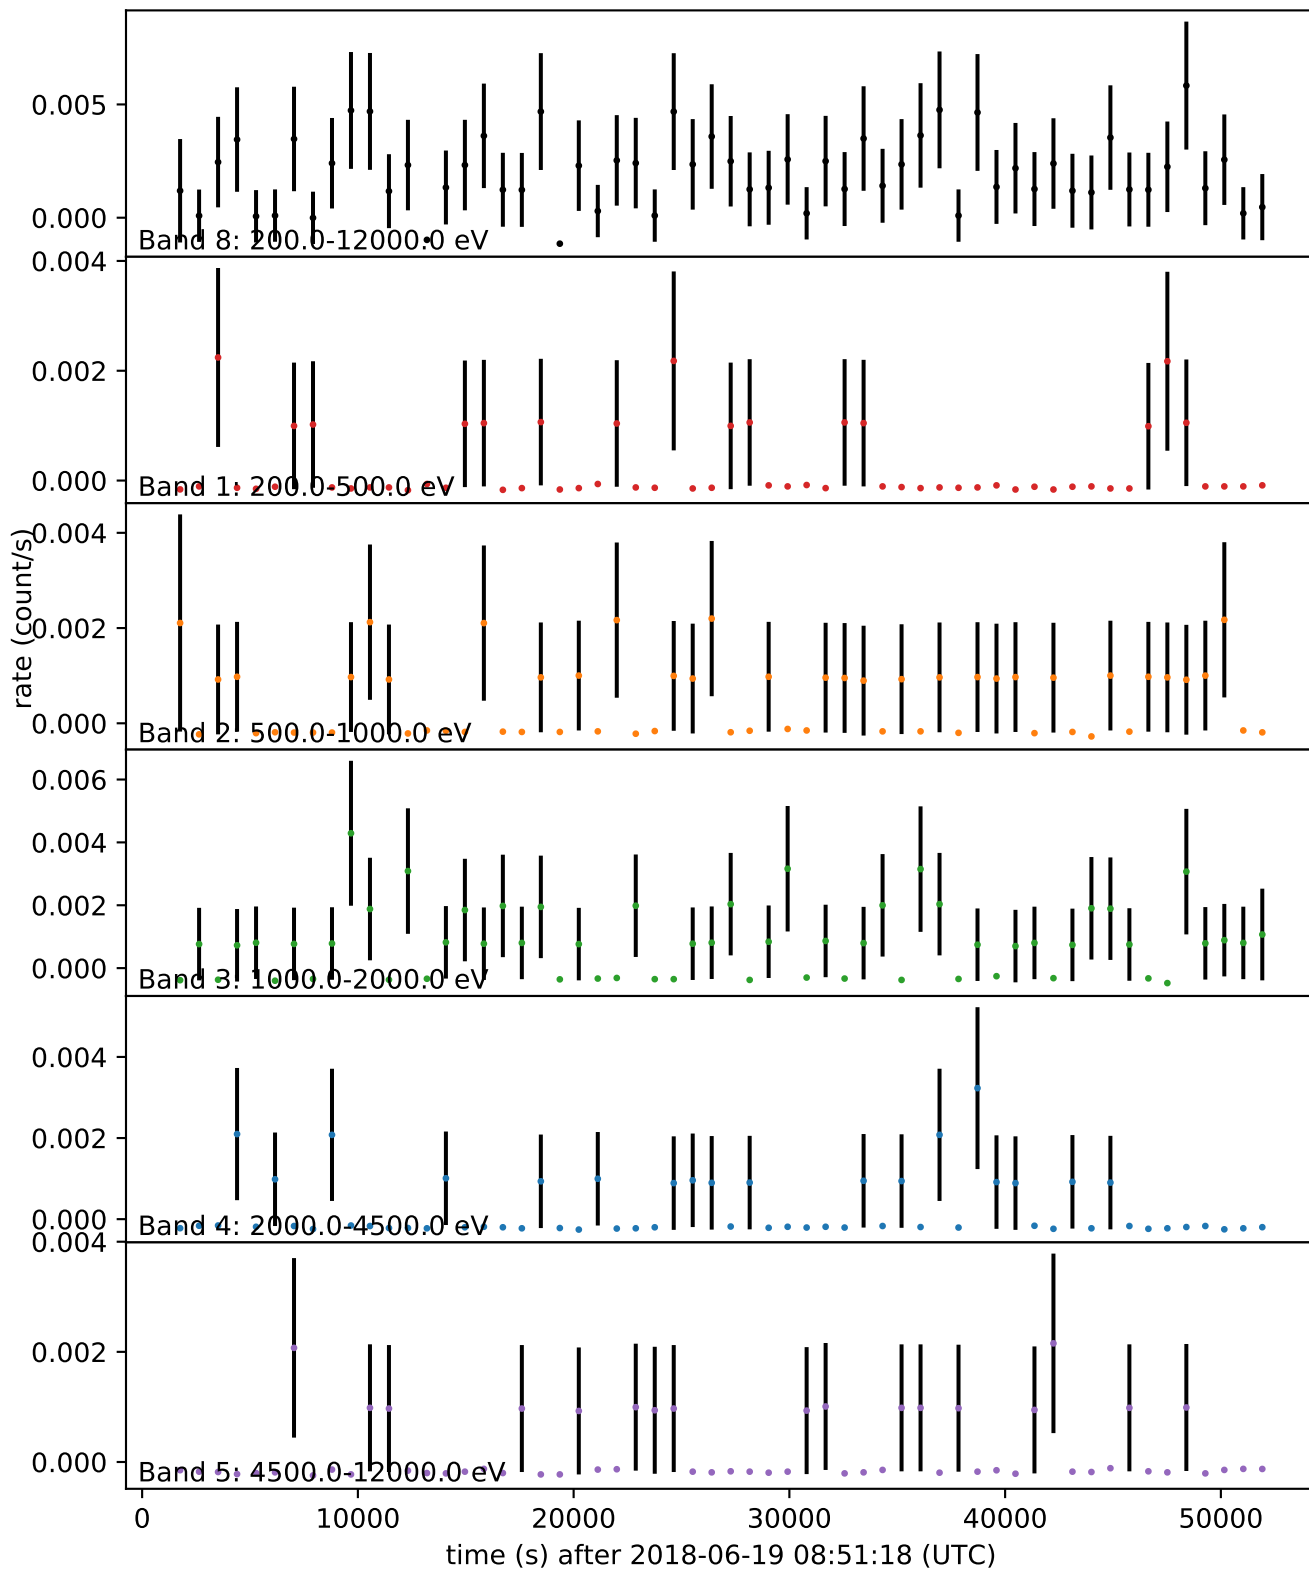 0.005
0.000
Band 8: 200.0-12000.0 eV
0.004
0.002
0.000
Band 1: 200.0-500.0 eV
0.004
0.002
0.000
Band 2: 500.0-1000.0 eV
rate (count/s)
0.006
0.004
0.002
0.000
Band 3: 1000.0-2000.0 eV
0.004
0.002
0.000
Band 4: 2000.0-4500.0 eV
0.004
0.002
0.000
Band 5: 4500.0-12000.0 eV
0 10000 20000 30000 40000 50000
time (s) after 2018-06-19 08:51:18 (UTC)